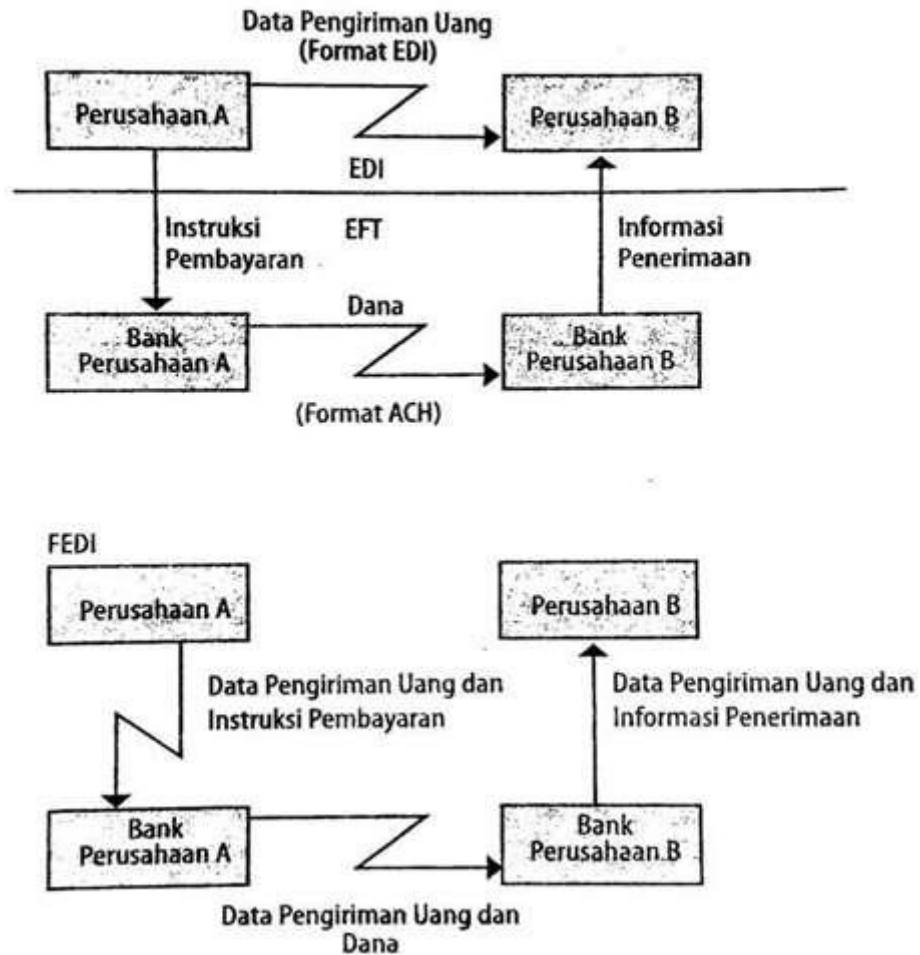 Data Pengiriman Uang
(Format EDI)
Perusahaan A
Perusahaan B
EDI
Instruksi
Pembayaran
EFT
Informasi
Penerimaan
Bank
Perusahaan A
Dana
Bank
Perusahaan B
(Format ACH)
FEDI
Perusahaan A
Perusahaan B
Data Pengiriman Uang dan
Instruksi Pembayaran
Data Pengiriman Uang dan
Informasi Penerimaan
Bank
Perusahaan A
Bank
Perusahaan B
Data Pengiriman Uang dan
Dana